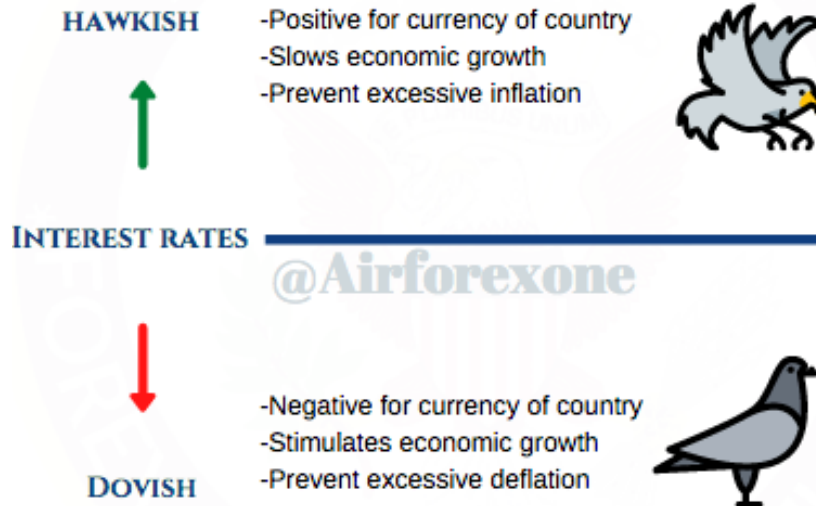 HAWKISH
-Positive for currency of country
-Slows economic growth
-Prevent excessive inflation
INTEREST RATES
@Airforexone
-Negative for currency of country
-Stimulates economic growth
-Prevent excessive deflation
DOVISH